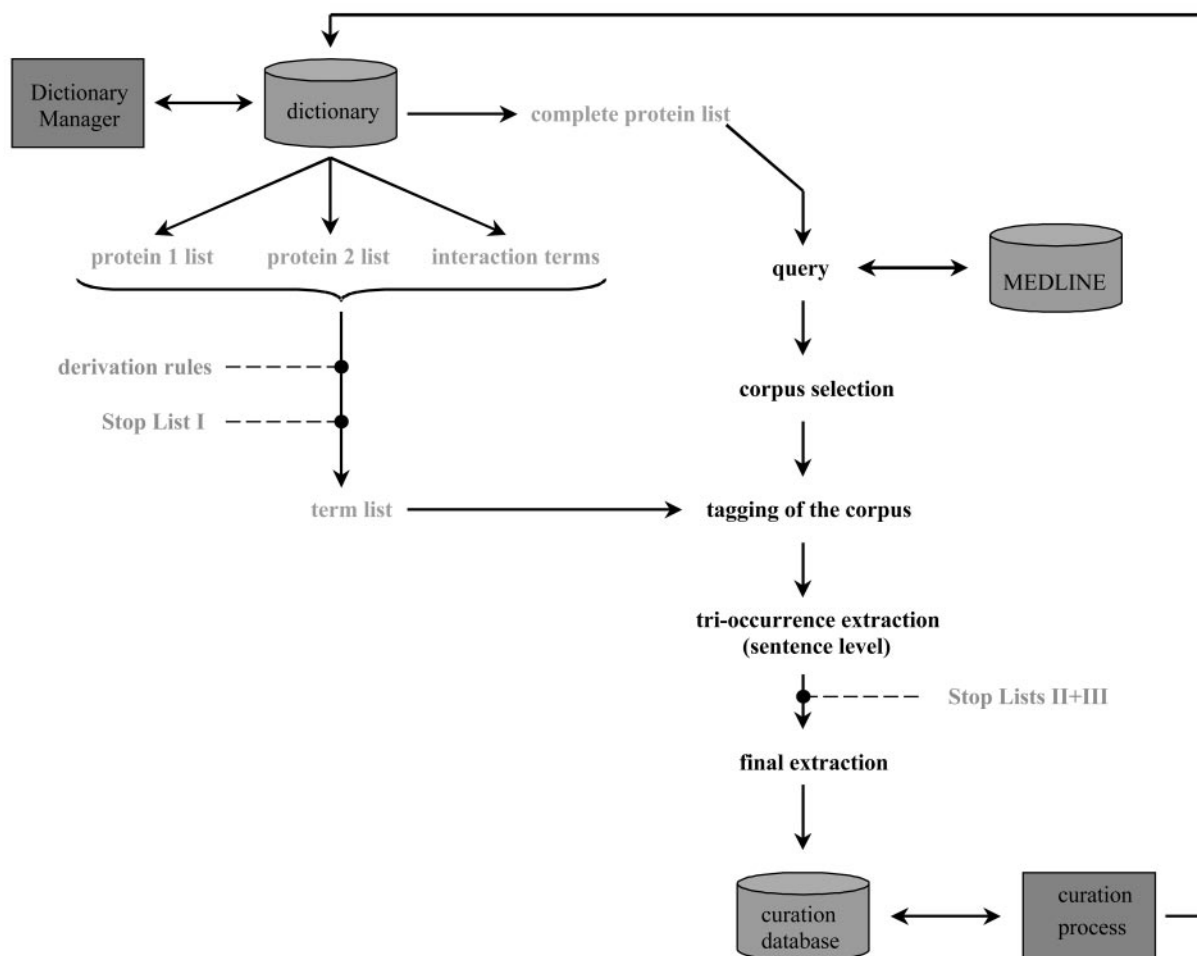 Dictionary
Manager
dictionary
complete protein list
protein 1 list
protein 2 list
interaction terms
query
MEDLINE
derivation rules
corpus selection
Stop List I
term list
tagging of the corpus
tri-occurrence extraction
(sentence level)
Stop Lists II+III
final extraction
curation
database
curation
process